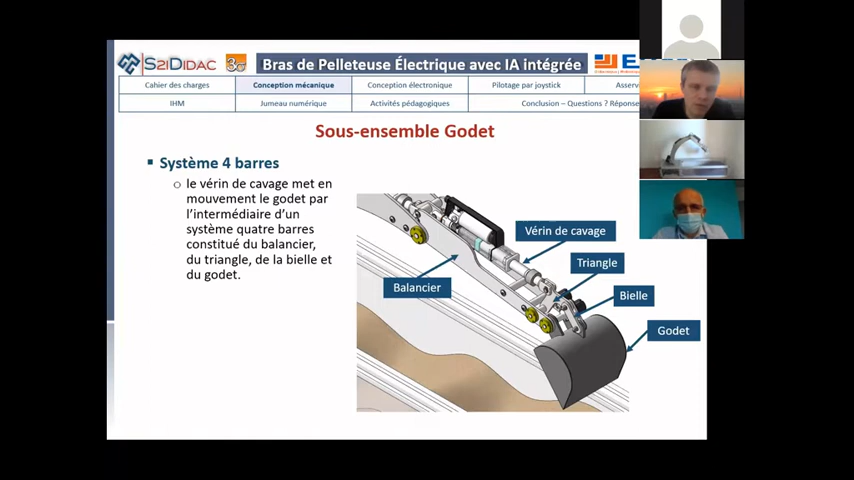 S2IDIDAC
Bras de Pelleteuse Électrique avec IA intégrée
Cahier des charges
Conception mécanique
Conception électronique
Pilotage par joystick
Asserv
IHM
Jumeau numérique
Activités pédagogiques
Conclusion – Questions ? Réponse
Sous-ensemble Godet
Système 4 barres
le vérin de cavage met en
mouvement le godet par
l'intermédiaire d'un
système quatre barres
constitué du balancier,
du triangle, de la bielle et
du godet.
Vérin de cavage
Triangle
Balancier
Bielle
Godet